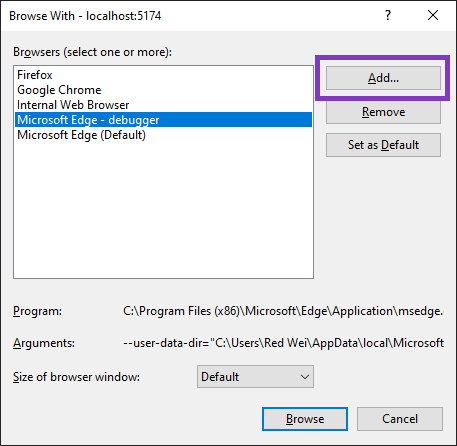 Browse With - localhost:5174
?
Browsers (select one or more):
Firefox
Google Chrome
Internal Web Browser
Microsoft Edge - debugger
Microsoft Edge (Default)
Add...
Remove
Set as Default
Program: C:\Program Files (x86)\Microsoft\Edge\Application\msedge.
Arguments: --user-data-dir="C:\Users\Red Wei\AppData\local\Microsoft
Size of browser window: Default
Browse Cancel